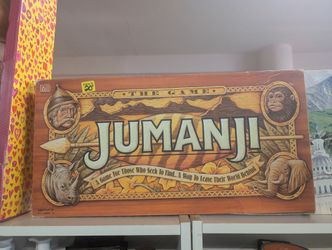 THE GAME
JUMANJI
A Game For Those Who Seek To Find... A Way To Leave Their World Behind